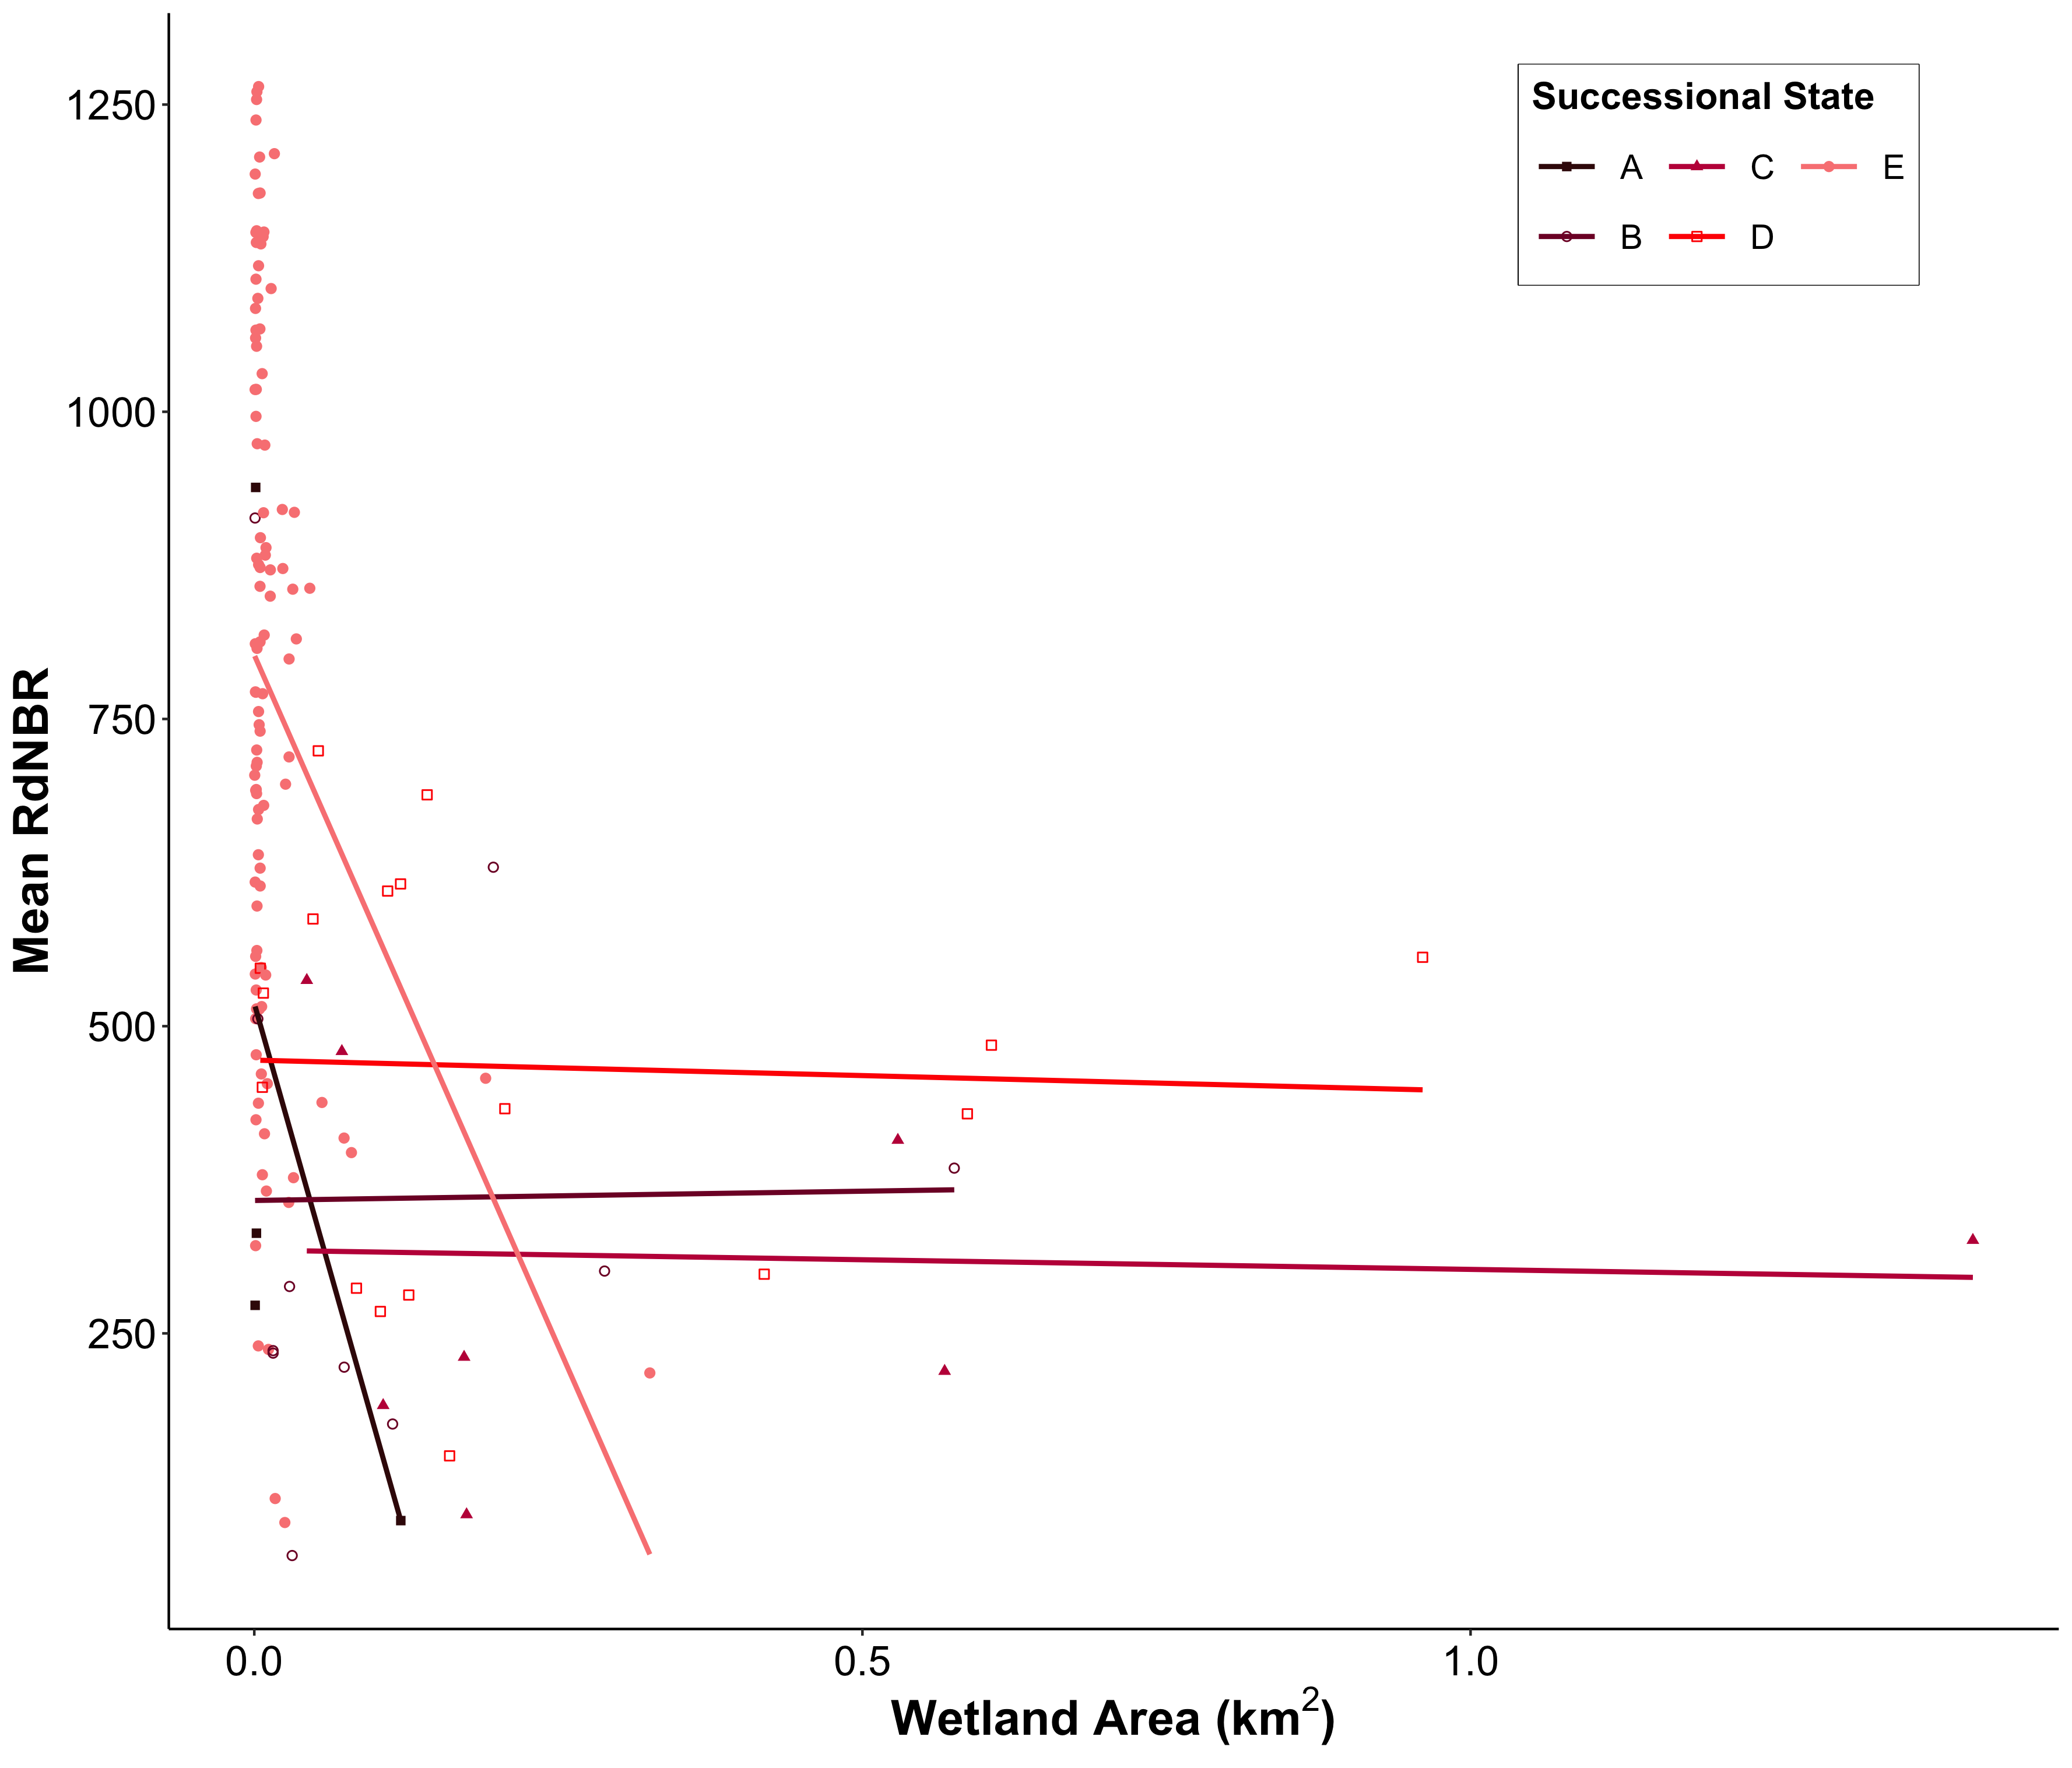 Successional State
A C E
B D
1250
1000
750
500
250
Mean RdNBR
0.0 0.5 1.0
Wetland Area (km²)